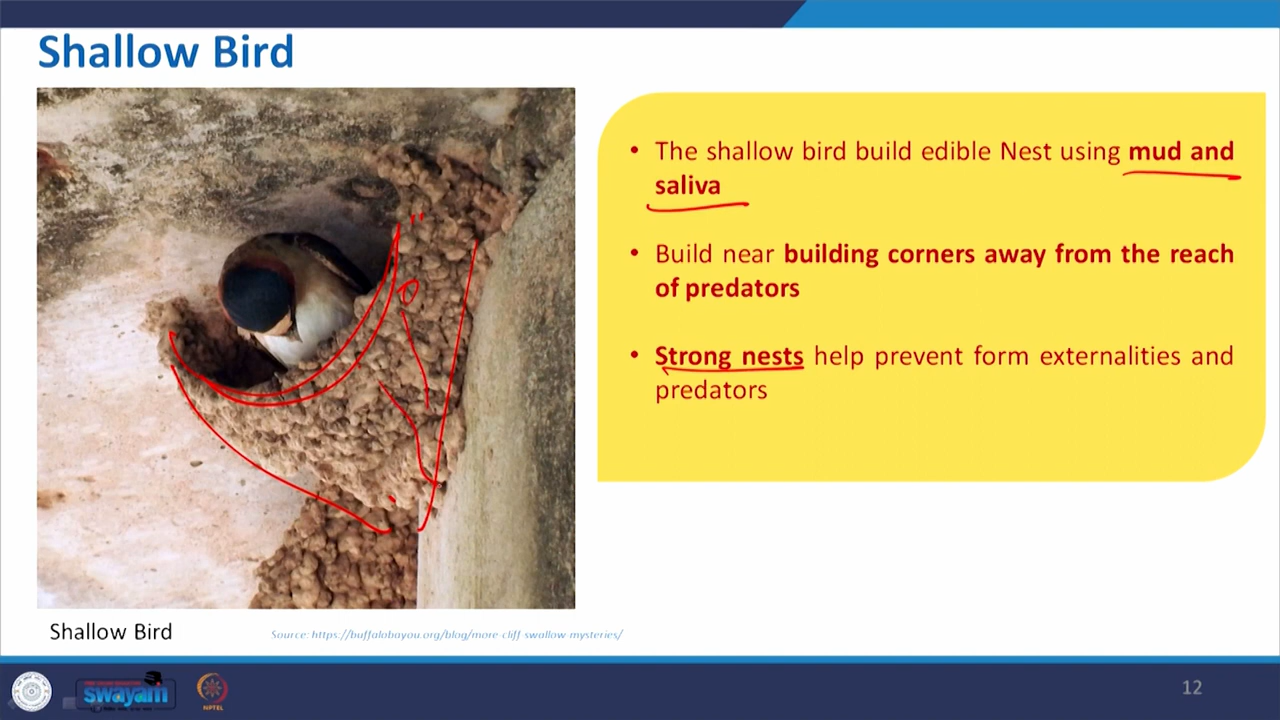 Shallow Bird
• The shallow bird build edible Nest using mud and
saliva
• Build near building corners away from the reach
of predators
• Strong nests help prevent form externalities and
predators
Shallow Bird
Source: https://buffalobayou.org/blog/more-cliff-swallow-mysteries/
swayam
NPTEL
12